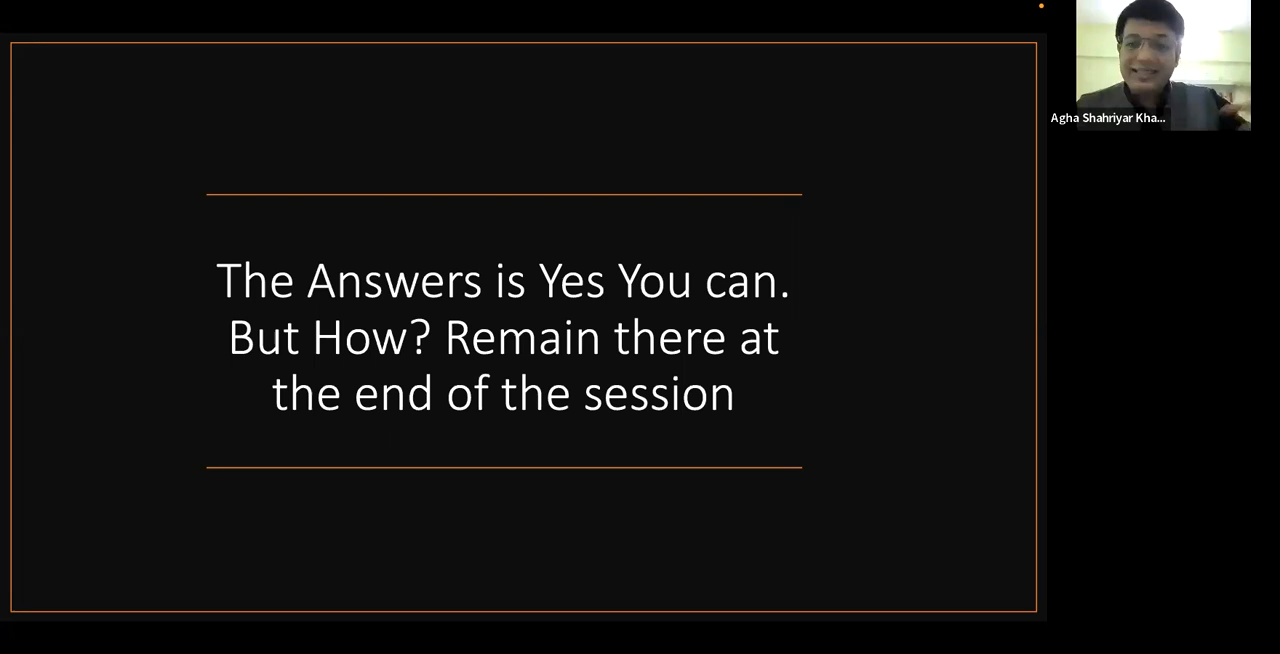 The Answers is Yes You can.
But How? Remain there at
the end of the session
Agha Shahriyar Kha...